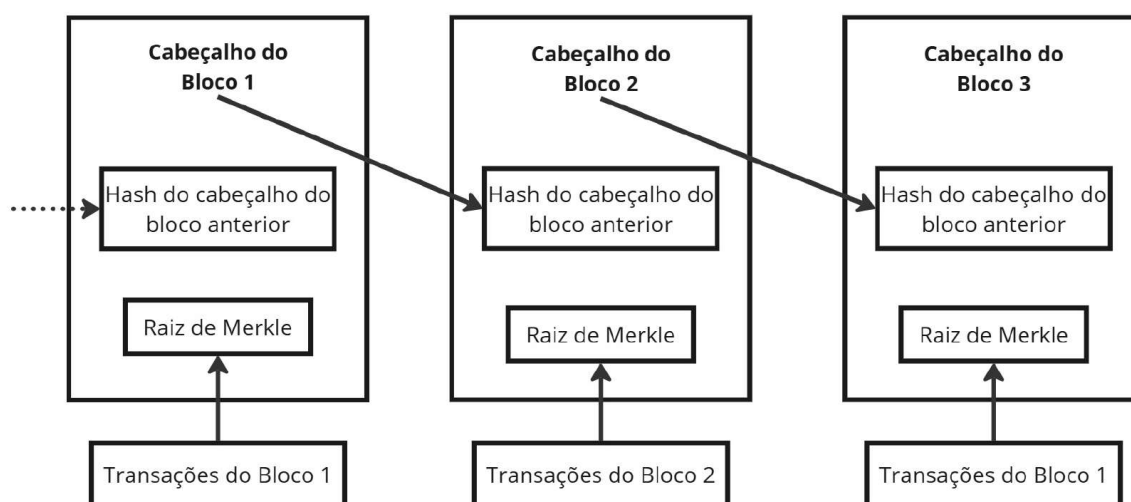 Cabeçalho do
Bloco 1
Hash do cabeçalho do
bloco anterior
Raiz de Merkle
Transações do Bloco 1
Cabeçalho do
Bloco 2
Hash do cabeçalho do
bloco anterior
Raiz de Merkle
Transações do Bloco 2
Cabeçalho do
Bloco 3
Hash do cabeçalho do
bloco anterior
Raiz de Merkle
Transações do Bloco 1